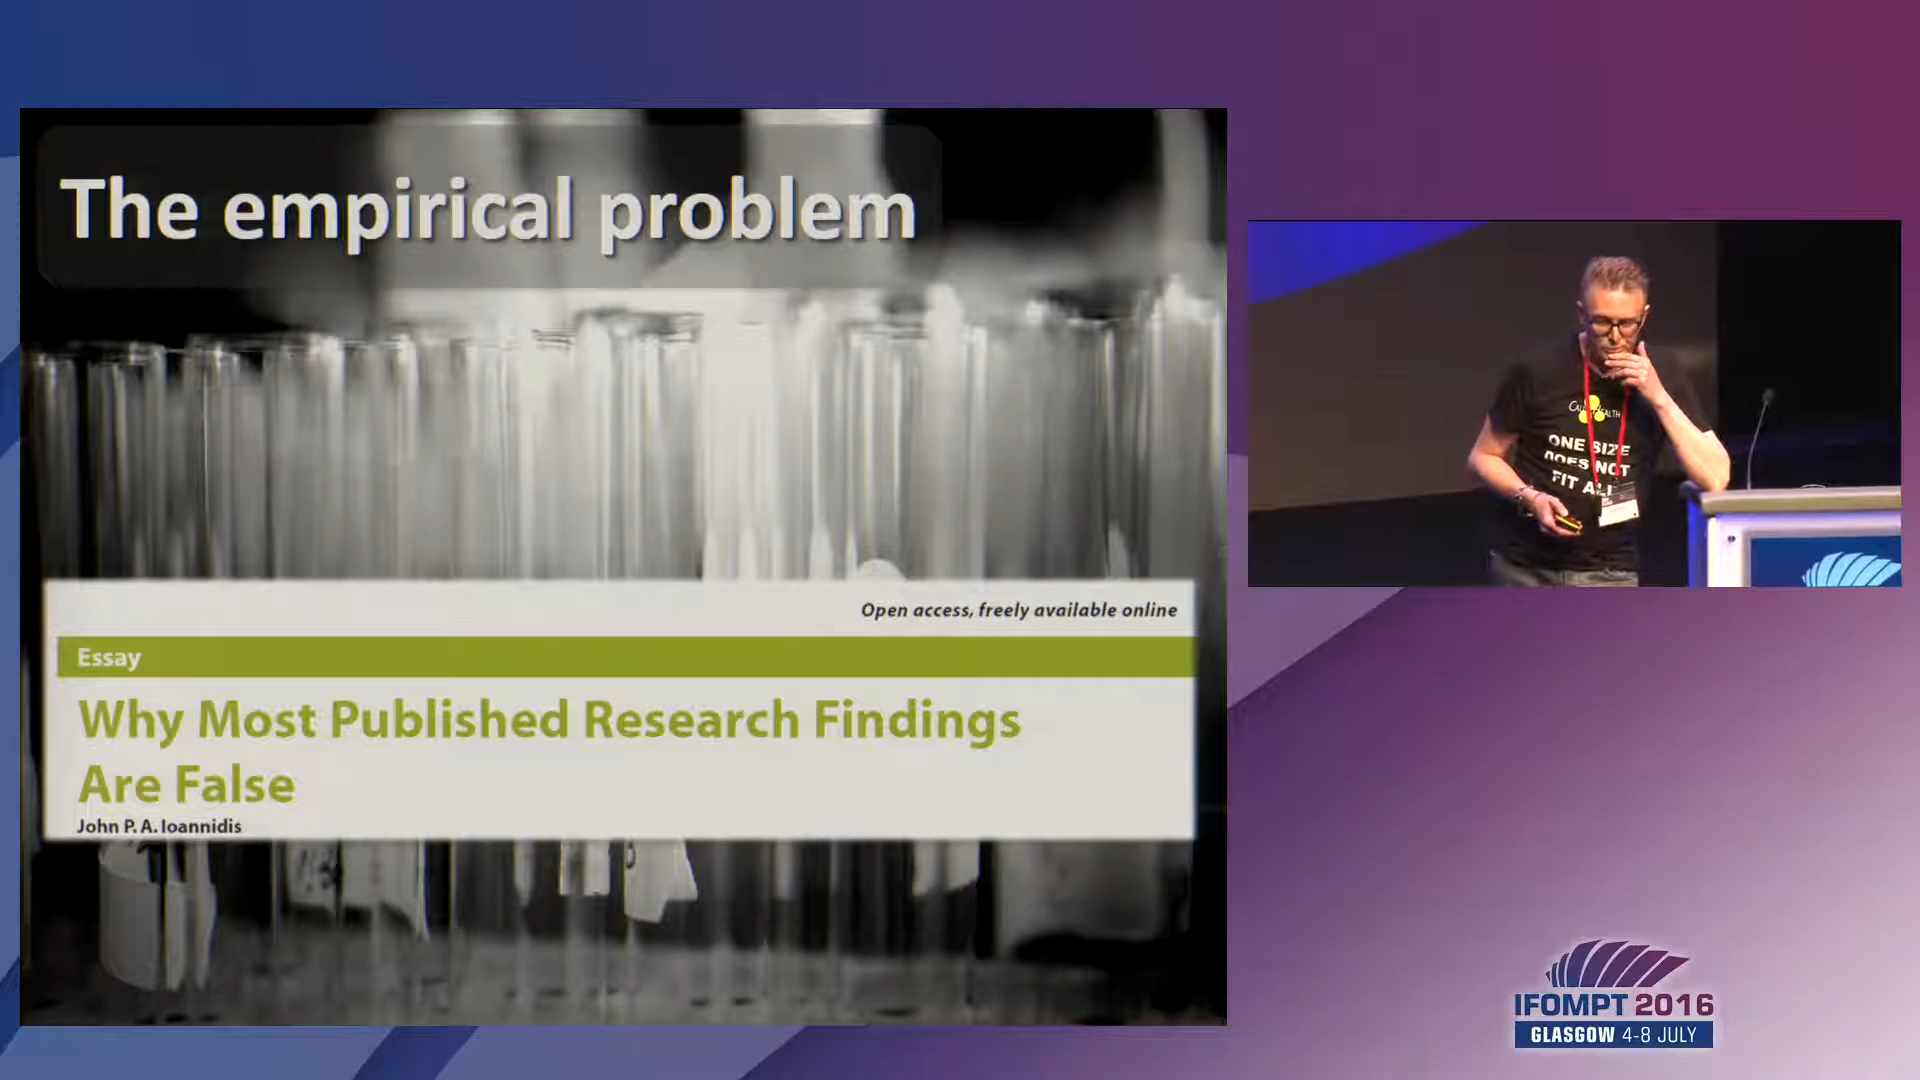 The empirical problem
Open access, freely available online
Essay
Why Most Published Research Findings
Are False
John P. A. Ioannidis
ONE SIZE
DOES NOT
FIT ALL
IFOMPT 2016
GLASGOW 4-8 JULY